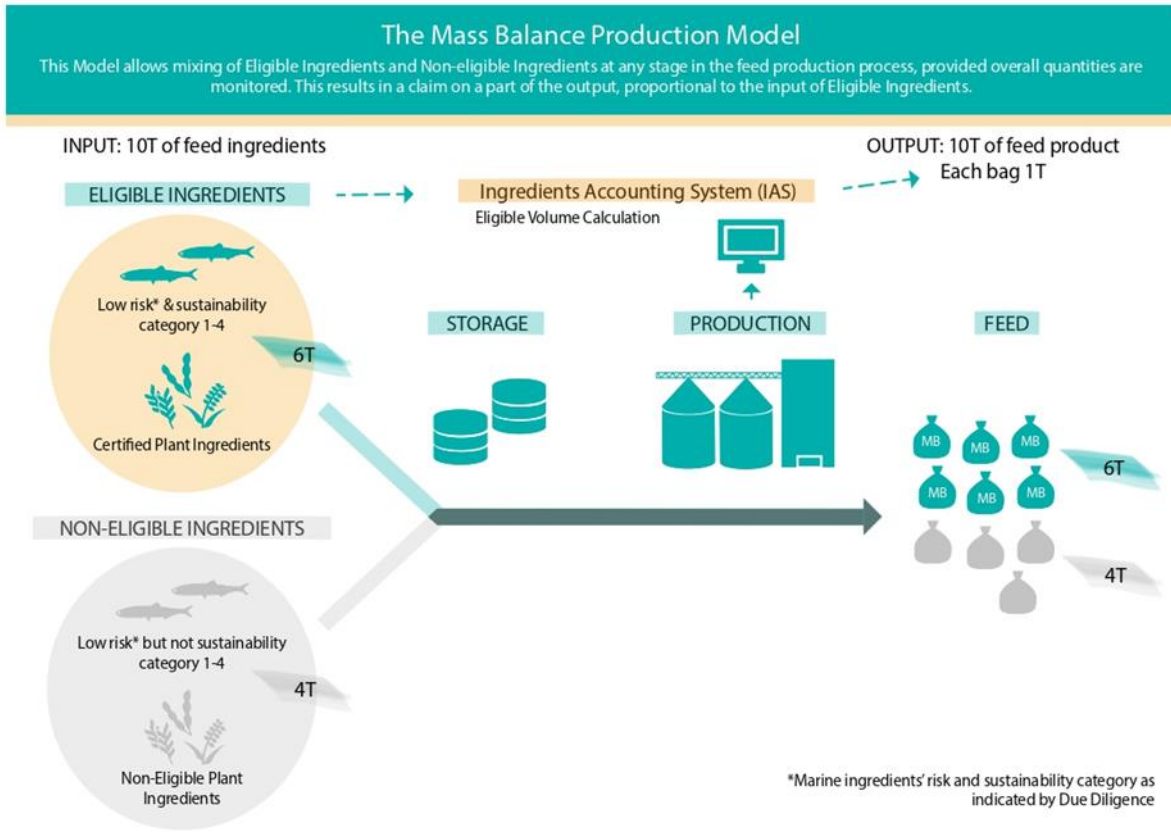 The Mass Balance Production Model
This Model allows mixing of Eligible Ingredients and Non-eligible Ingredients at any stage in the feed production process, provided overall quantities are
monitored. This results in a claim on a part of the output, proportional to the input of Eligible Ingredients.
INPUT: 10T of feed ingredients
OUTPUT: 10T of feed product
Each bag 1T
ELIGIBLE INGREDIENTS
Ingredients Accounting System (IAS)
Eligible Volume Calculation
Low risk* & sustainability
category 1-4
6T
Certified Plant Ingredients
STORAGE
PRODUCTION
FEED
MB
MB
MB
MB
MB
MB
6T
4T
NON-ELIGIBLE INGREDIENTS
Low risk* but not sustainability
category 1-4
4T
Non-Eligible Plant
Ingredients
*Marine ingredients' risk and sustainability category as
indicated by Due Diligence